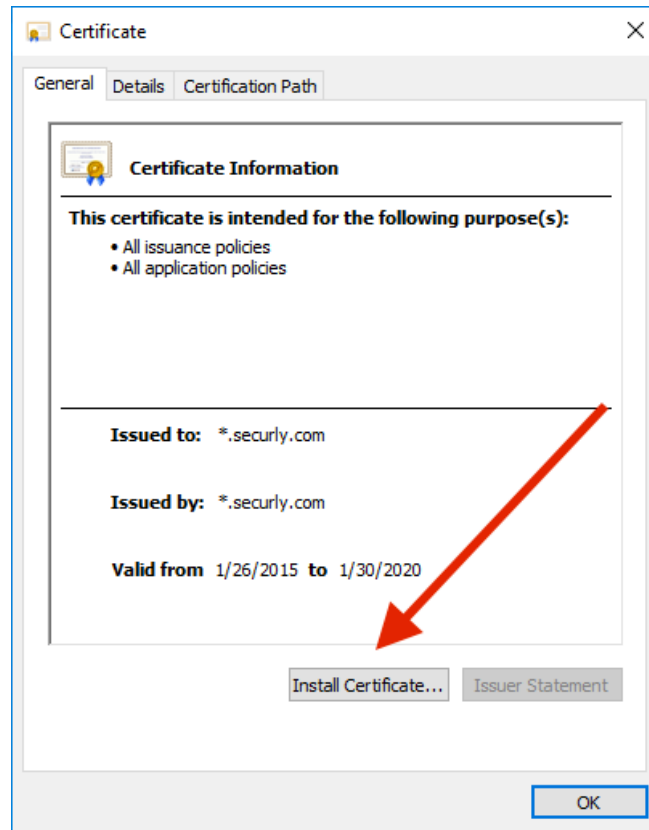 Certificate
General Details Certification Path
Certificate Information
This certificate is intended for the following purpose(s):
• All issuance policies
• All application policies
Issued to: *.securly.com
Issued by: *.securly.com
Valid from 1/26/2015 to 1/30/2020
Install Certificate... Issuer Statement
OK